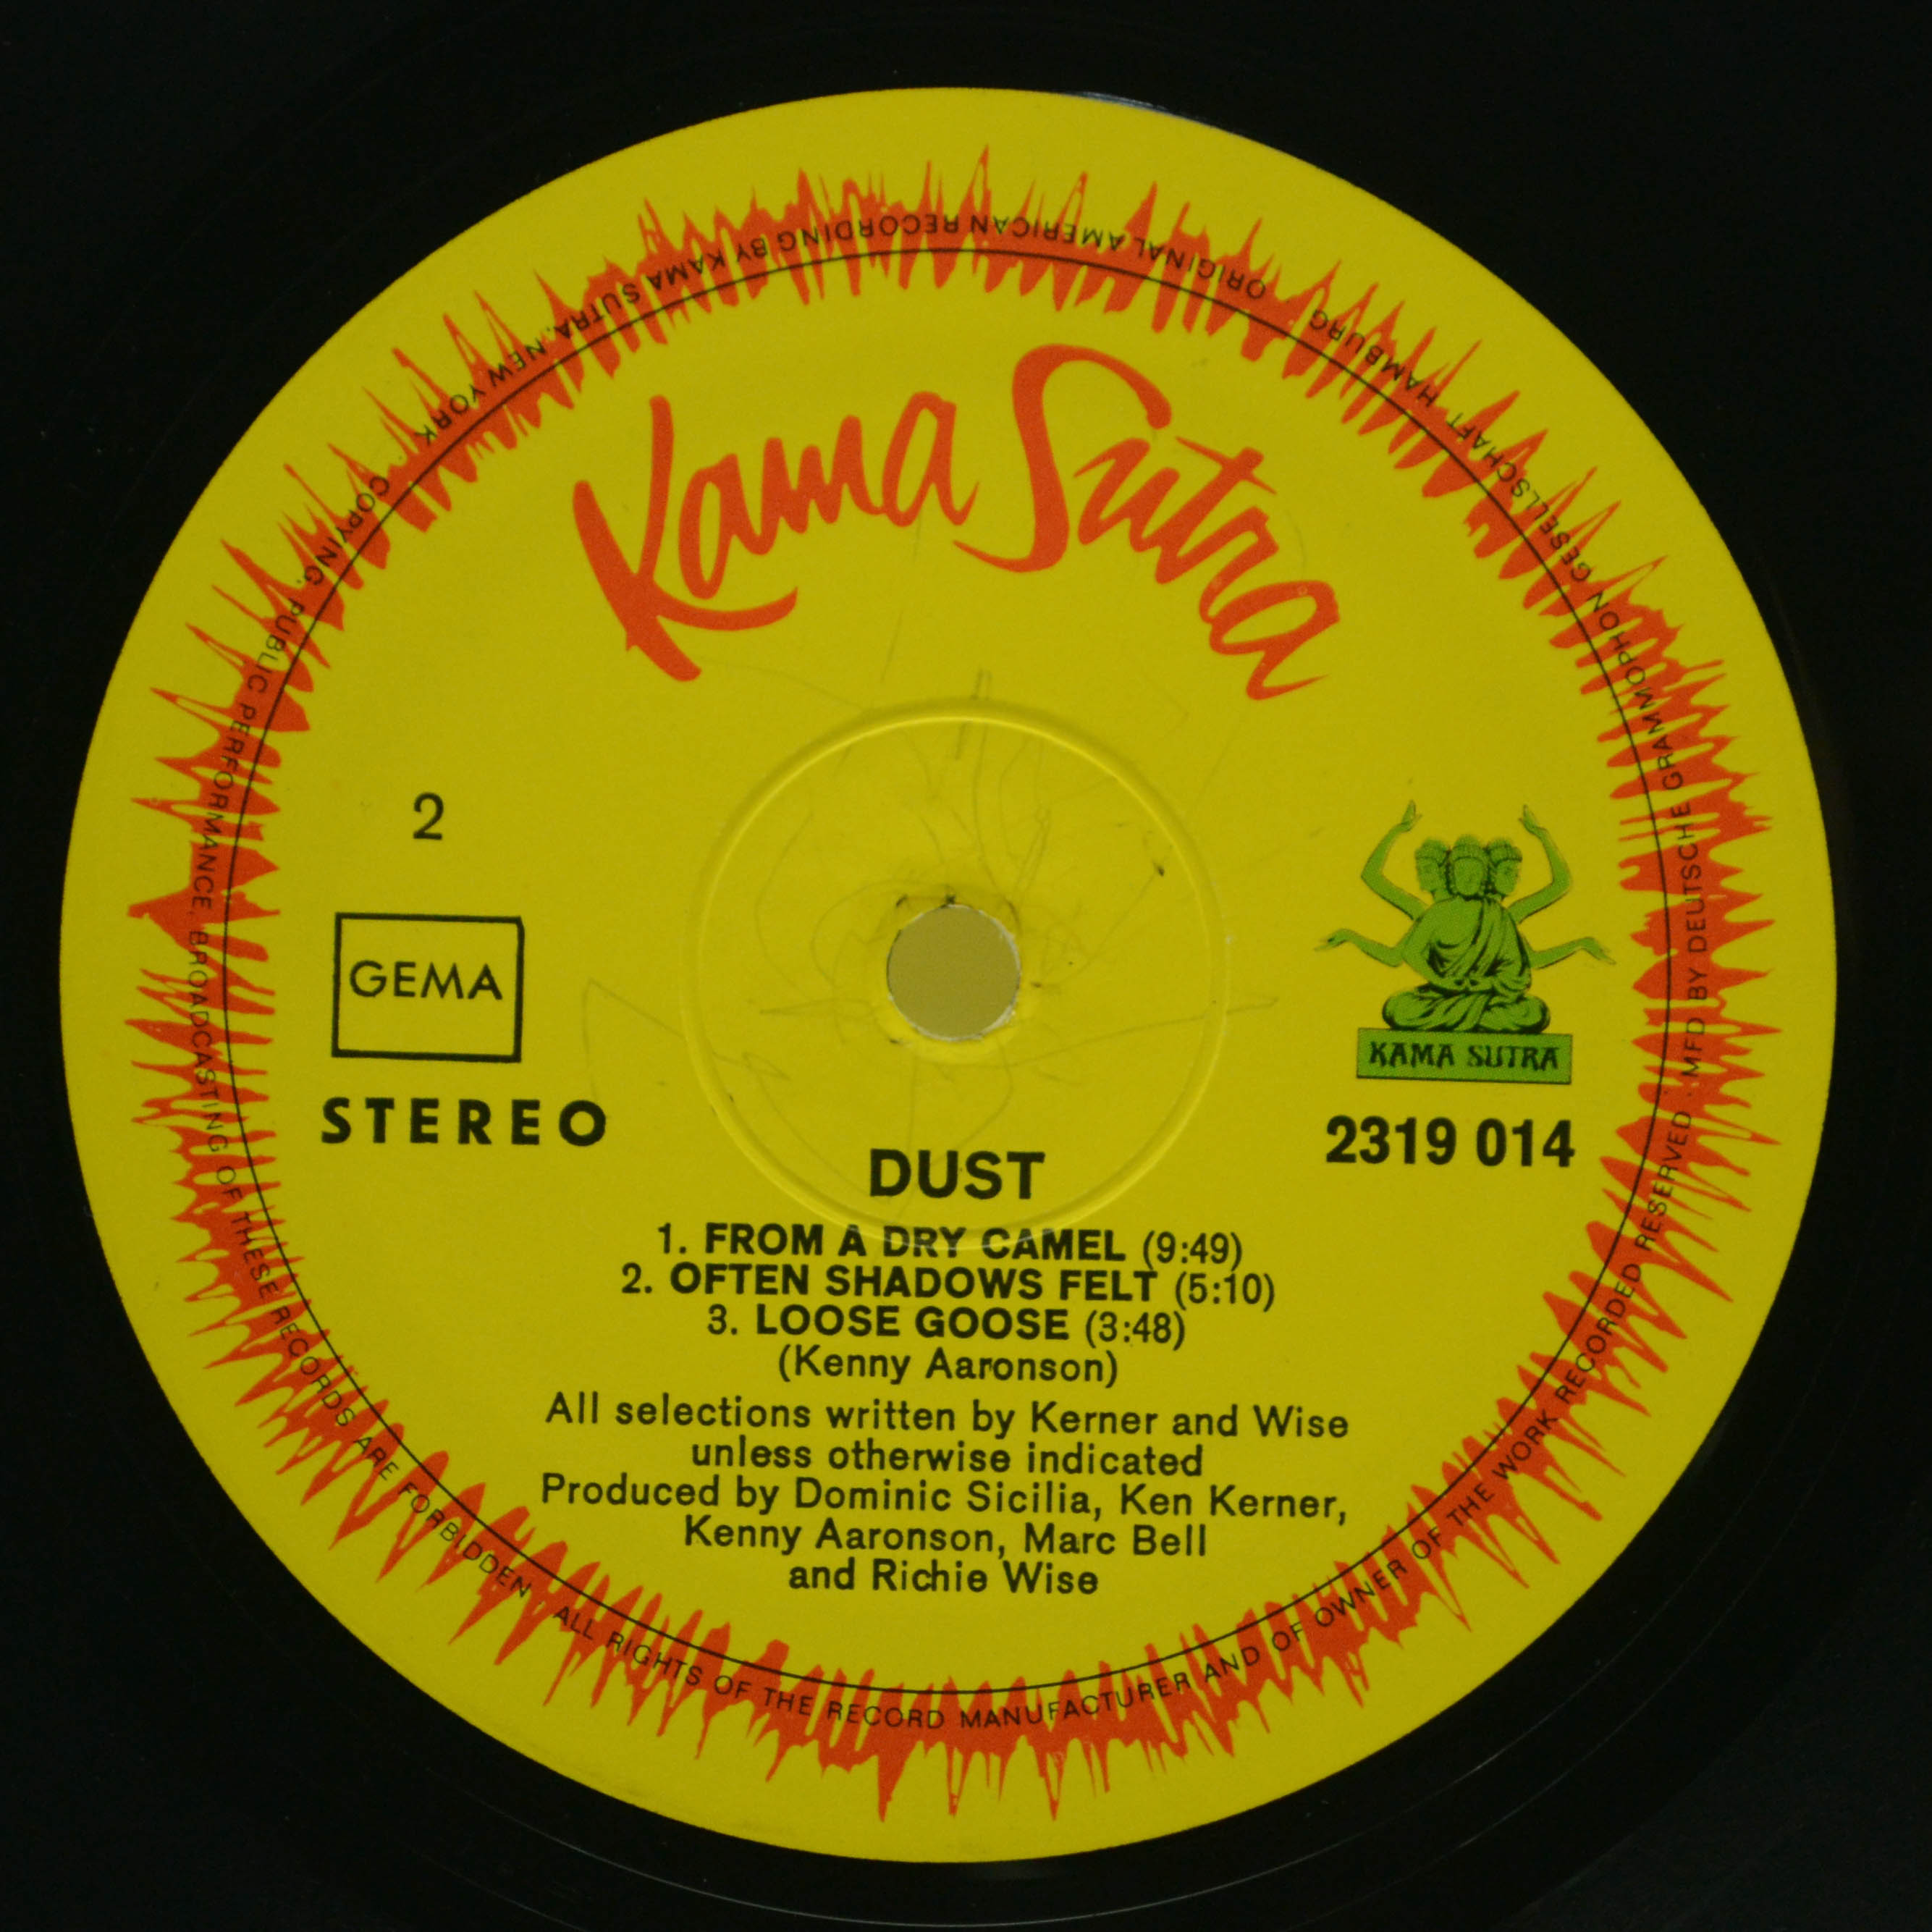 Kama Sutra
2
GEMA
STEREO
KAMA SUTRA
2319 014
DUST
1. FROM A DRY CAMEL (9:49)
2. OFTEN SHADOWS FELT (5:10)
3. LOOSE GOOSE (3:48)
(Kenny Aaronson)
All selections written by Kerner and Wise
unless otherwise indicated
Produced by Dominic Sicilia, Ken Kerner,
Kenny Aaronson, Marc Bell
and Richie Wise
MFD BY DEUTSCHE GRAMMOPHON GESELLSCHAFT HAMBURG ORIGINAL AMERICAN RECORDING BY KAMA SUTRA, NEW YORK COPYING, PUBLIC PERFORMANCE, BROADCASTING OF THESE RECORDS ARE FORBIDDEN · ALL RIGHTS OF THE RECORD MANUFACTURER AND OF OWNER OF THE WORK RECORDED RESERVED ·